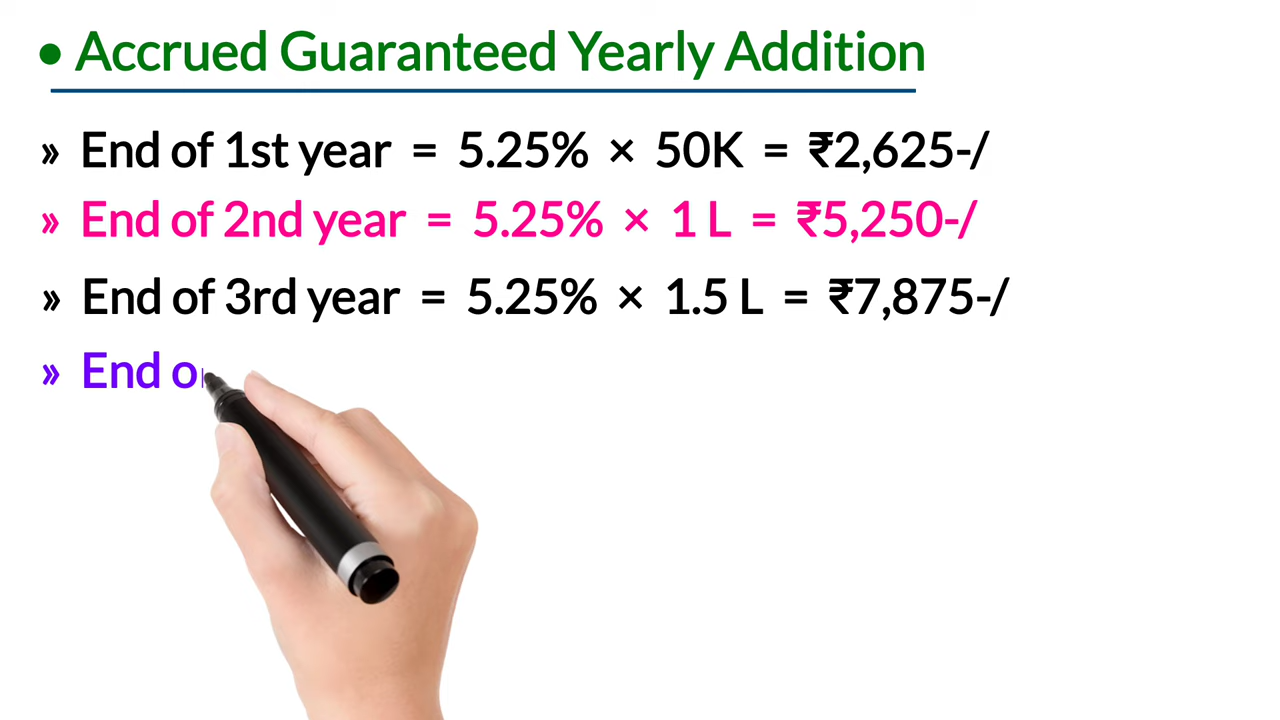 • Accrued Guaranteed Yearly Addition
» End of 1st year = 5.25% × 50K = ₹2,625-/
» End of 2nd year = 5.25% × 1 L = ₹5,250-/
» End of 3rd year = 5.25% × 1.5 L = ₹7,875-/
» End